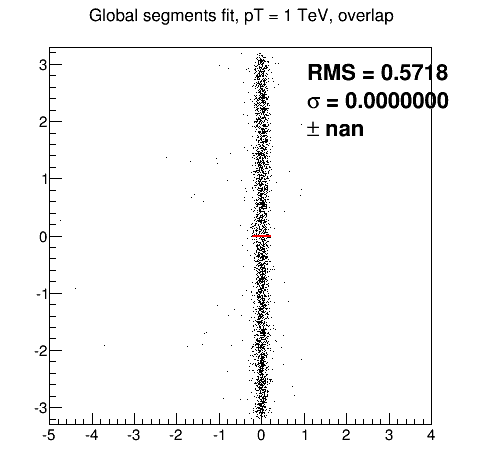 Global segments fit, pT = 1 TeV, overlap
RMS = 0.5718
σ = 0.0000000
± nan
3
2
1
0
-1
-2
-3
-5 -4 -3 -2 -1 0 1 2 3 4